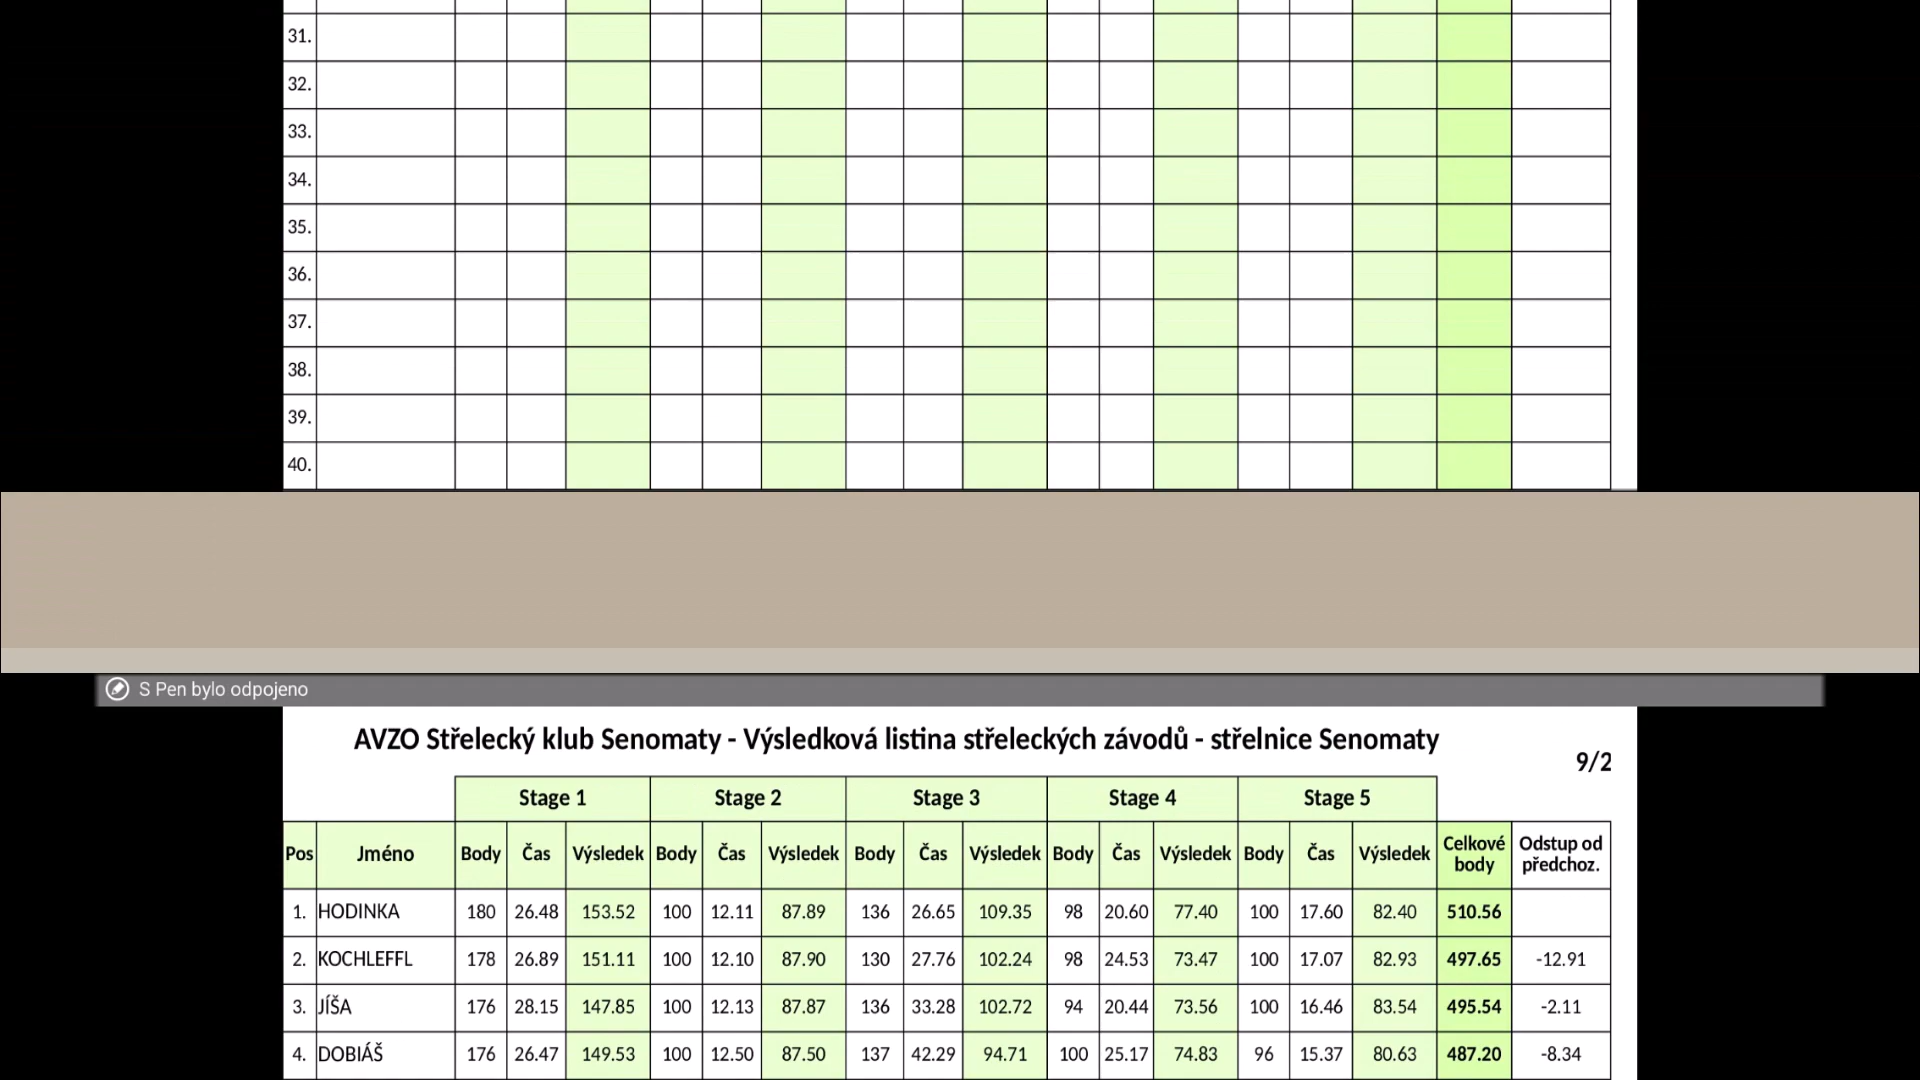 31.
32.
33.
34.
35.
36.
37.
38.
39.
40.
S Pen bylo odpojeno
AVZO Střelecký klub Senomaty - Výsledková listina střeleckých závodů - střelnice Senomaty
9/2
Stage 1 Stage 2 Stage 3 Stage 4 Stage 5
Pos Jméno Body Čas Výsledek Body Čas Výsledek Body Čas Výsledek Body Čas Výsledek Body Čas Výsledek Celkové body Odstup od předchoz.
1. HODINKA 180 26.48 153.52 100 12.11 87.89 136 26.65 109.35 98 20.60 77.40 100 17.60 82.40 510.56
2. KOCHLEFFL 178 26.89 151.11 100 12.10 87.90 130 27.76 102.24 98 24.53 73.47 100 17.07 82.93 497.65 -12.91
3. JÍŠA 176 28.15 147.85 100 12.13 87.87 136 33.28 102.72 94 20.44 73.56 100 16.46 83.54 495.54 -2.11
4. DOBIÁŠ 176 26.47 149.53 100 12.50 87.50 137 42.29 94.71 100 25.17 74.83 96 15.37 80.63 487.20 -8.34